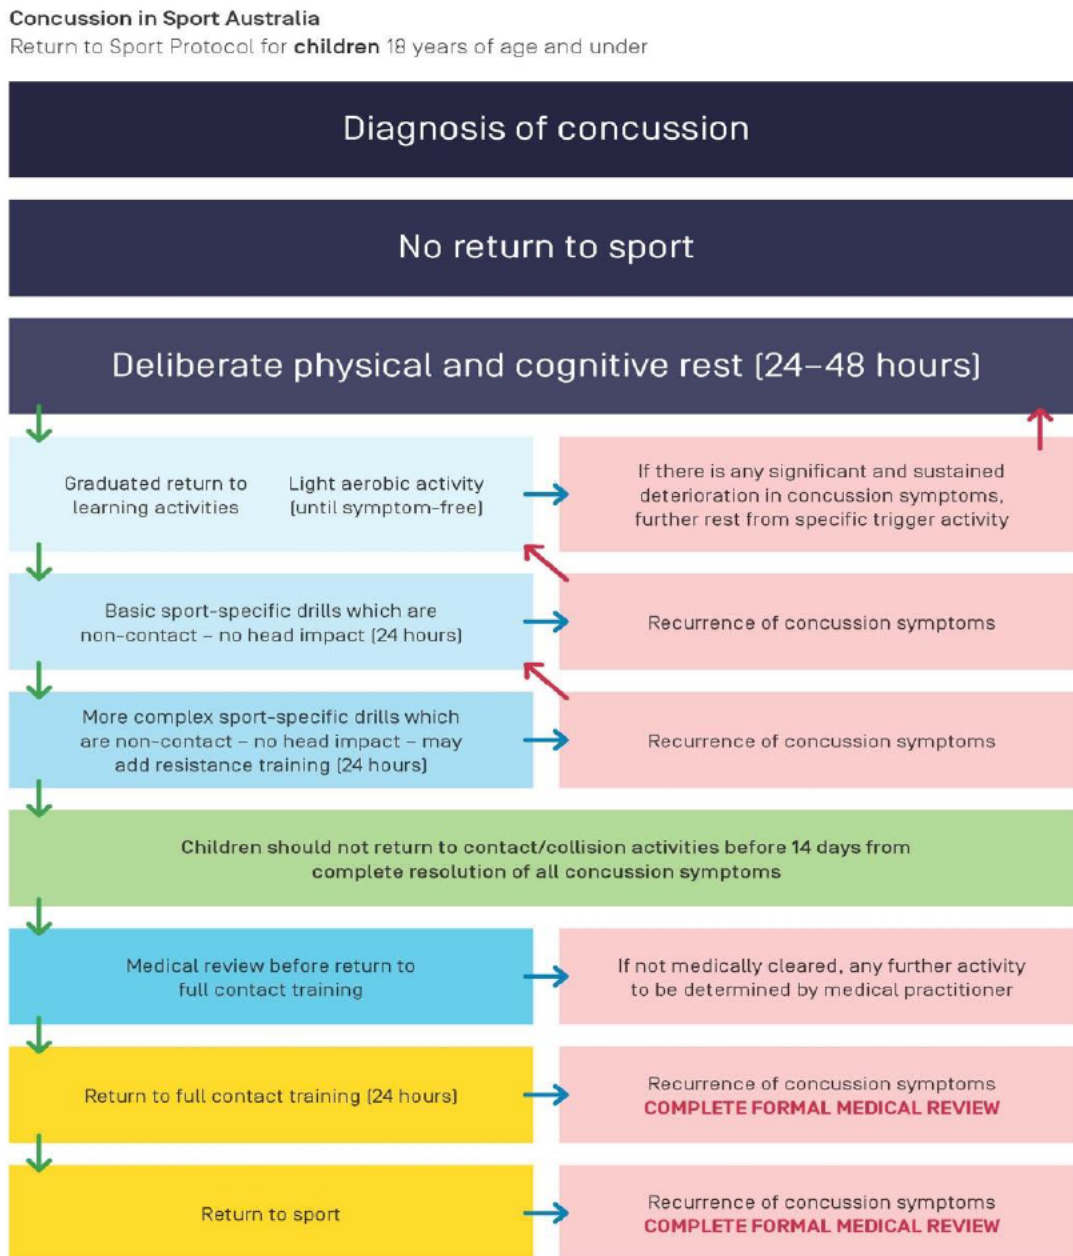 Concussion in Sport Australia
Return to Sport Protocol for children 18 years of age and under
Diagnosis of concussion
No return to sport
Deliberate physical and cognitive rest (24–48 hours)
Graduated return to
learning activities
Light aerobic activity
(until symptom-free)
If there is any significant and sustained
deterioration in concussion symptoms,
further rest from specific trigger activity
Basic sport-specific drills which are
non-contact – no head impact (24 hours)
Recurrence of concussion symptoms
More complex sport-specific drills which
are non-contact – no head impact – may
add resistance training (24 hours)
Recurrence of concussion symptoms
Children should not return to contact/collision activities before 14 days from
complete resolution of all concussion symptoms
Medical review before return to
full contact training
If not medically cleared, any further activity
to be determined by medical practitioner
Return to full contact training (24 hours)
Recurrence of concussion symptoms
COMPLETE FORMAL MEDICAL REVIEW
Return to sport
Recurrence of concussion symptoms
COMPLETE FORMAL MEDICAL REVIEW